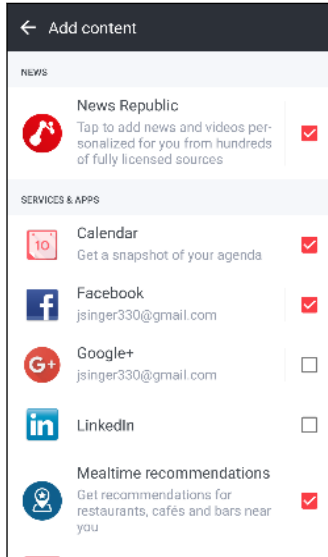 Add content
NEWS
News Republic
Tap to add news and videos per-
sonalized for you from hundreds
of fully licensed sources
SERVICES & APPS
10
Calendar
Get a snapshot of your agenda
f
Facebook
jsinger330@gmail.com
G+
Google+
jsinger330@gmail.com
in
LinkedIn
Mealtime recommendations
Get recommendations for
restaurants, cafés and bars near
you